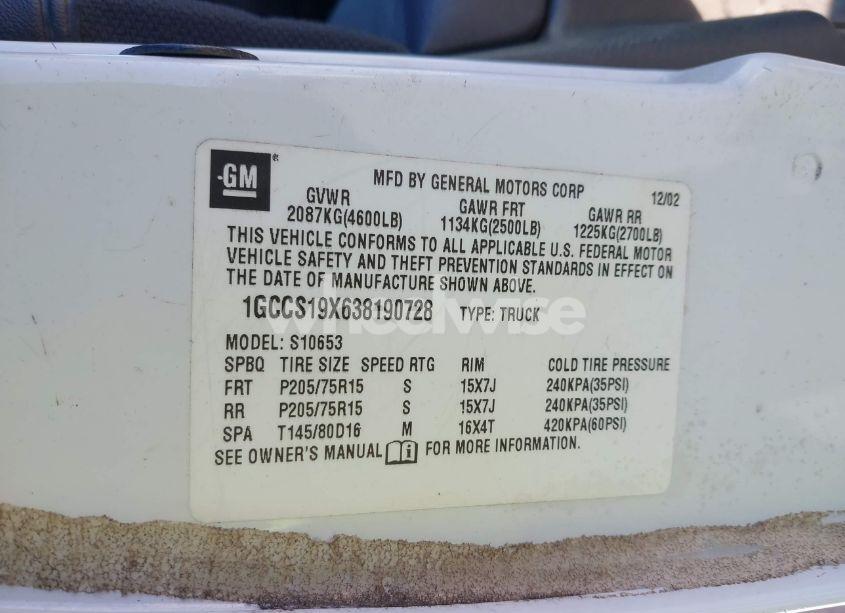 GM ®
MFD BY GENERAL MOTORS CORP 12/02
GVWR GAWR FRT GAWR RR
2087KG(4600LB) 1134KG(2500LB) 1225KG(2700LB)
THIS VEHICLE CONFORMS TO ALL APPLICABLE U.S. FEDERAL MOTOR
VEHICLE SAFETY AND THEFT PREVENTION STANDARDS IN EFFECT ON
THE DATE OF MANUFACTURE SHOWN ABOVE.
1GCCS19X638190728 TYPE: TRUCK
wheelwise
MODEL: S10653
SPBQ TIRE SIZE SPEED RTG RIM COLD TIRE PRESSURE
FRT P205/75R15 S 15X7J 240KPA(35PSI)
RR P205/75R15 S 15X7J 240KPA(35PSI)
SPA T145/80D16 M 16X4T 420KPA(60PSI)
SEE OWNER'S MANUAL FOR MORE INFORMATION.